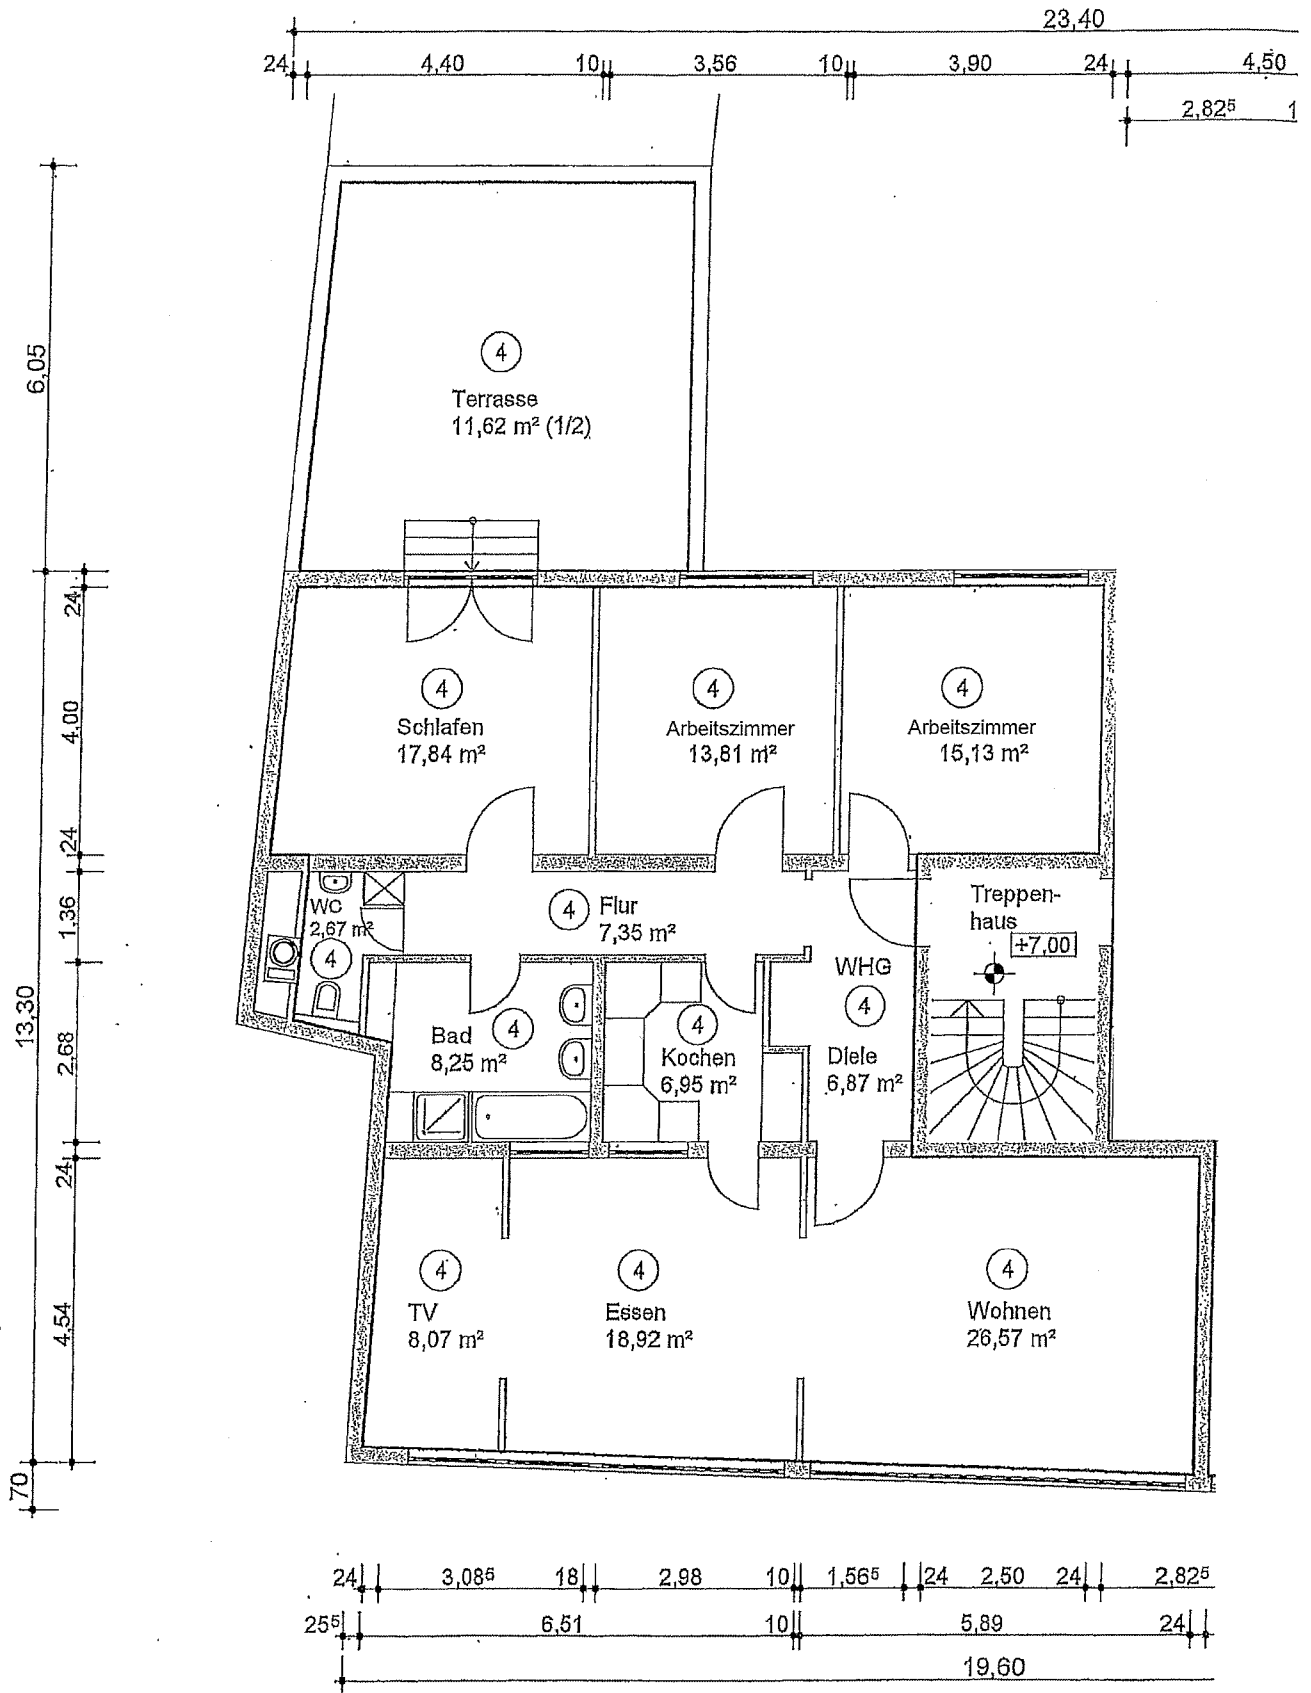 23,40
24 4,40 10 3,56 10 3,90 24 4,50
2,82⁵ 1
6,05
4
Terrasse
11,62 m² (1/2)
24
4,00
24
1,36
2,68
24
4,54
13,30
70
4
Schlafen
17,84 m²
4
Arbeitszimmer
13,81 m²
4
Arbeitszimmer
15,13 m²
WC
2,67 m²
4
4 Flur
7,35 m²
Treppen-
haus
+7,00
WHG
4
Diele
6,87 m²
4
Bad
8,25 m²
4
Kochen
6,95 m²
4
TV
8,07 m²
4
Essen
18,92 m²
4
Wohnen
26,57 m²
24 3,08⁵ 18 2,98 10 1,56⁵ 24 2,50 24 2,82⁵
25⁵ 6,51 10 5,89 24
19,60